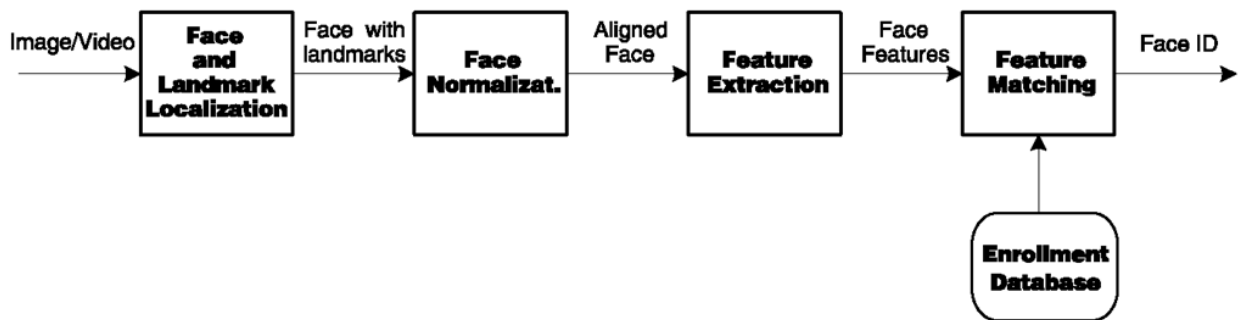 Image/Video
Face
and
Landmark
Localization
Face with
landmarks
Face
Normalizat.
Aligned
Face
Feature
Extraction
Face
Features
Feature
Matching
Face ID
Enrollment
Database